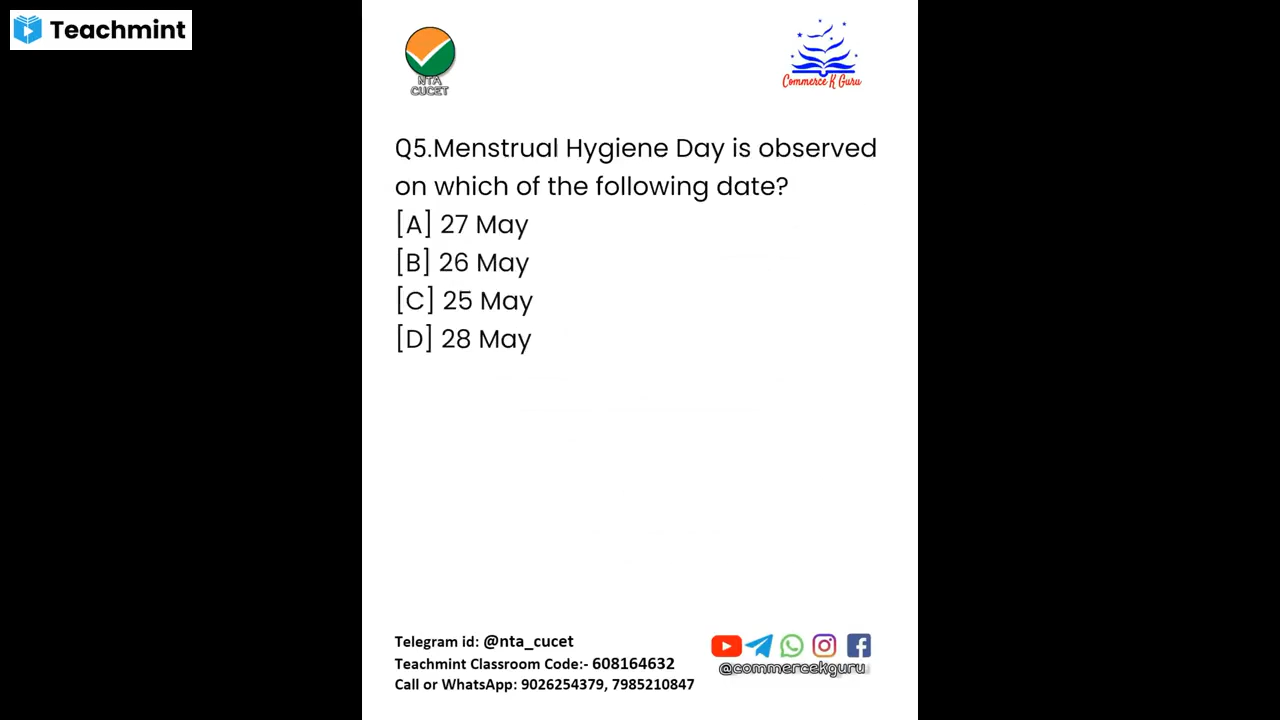 Teachmint
NTA
CUCET
Commerce K Guru
Q5.Menstrual Hygiene Day is observed
on which of the following date?
[A] 27 May
[B] 26 May
[C] 25 May
[D] 28 May
Telegram id: @nta_cucet
Teachmint Classroom Code:- 608164632
Call or WhatsApp: 9026254379, 7985210847
@commercekguru